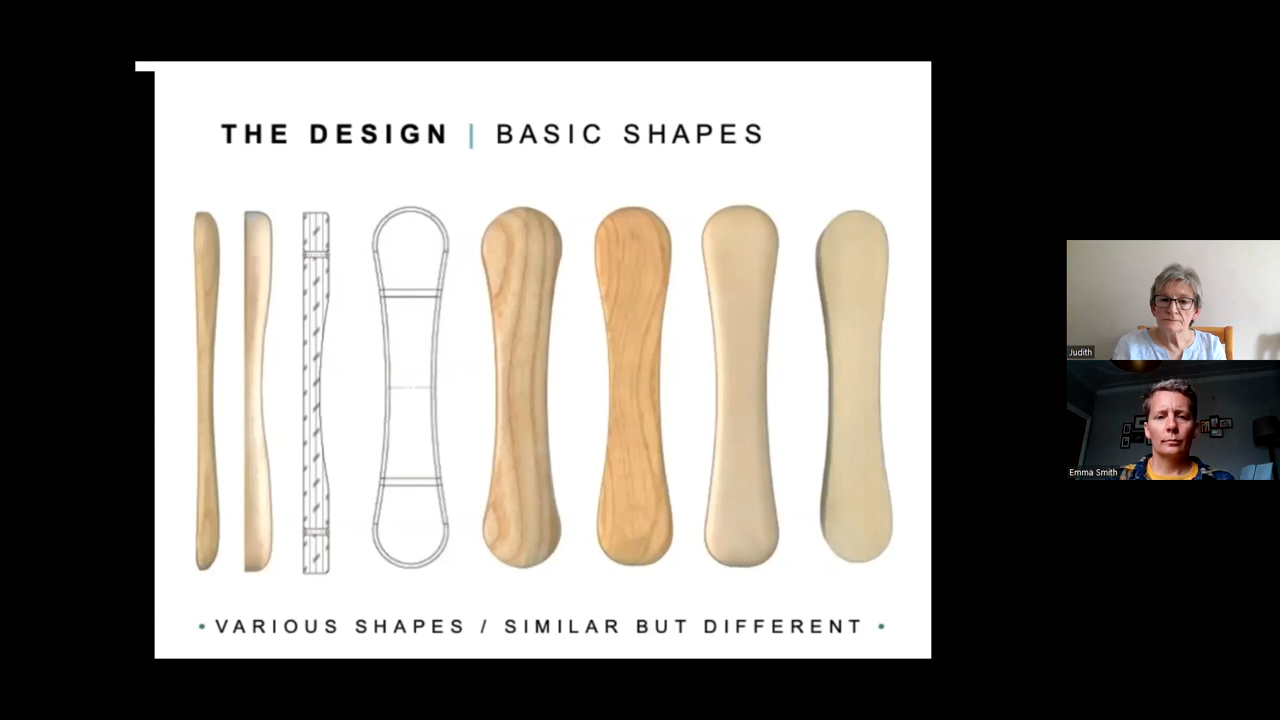 THE DESIGN | BASIC SHAPES
• VARIOUS SHAPES / SIMILAR BUT DIFFERENT •
Judith
Emma Smith